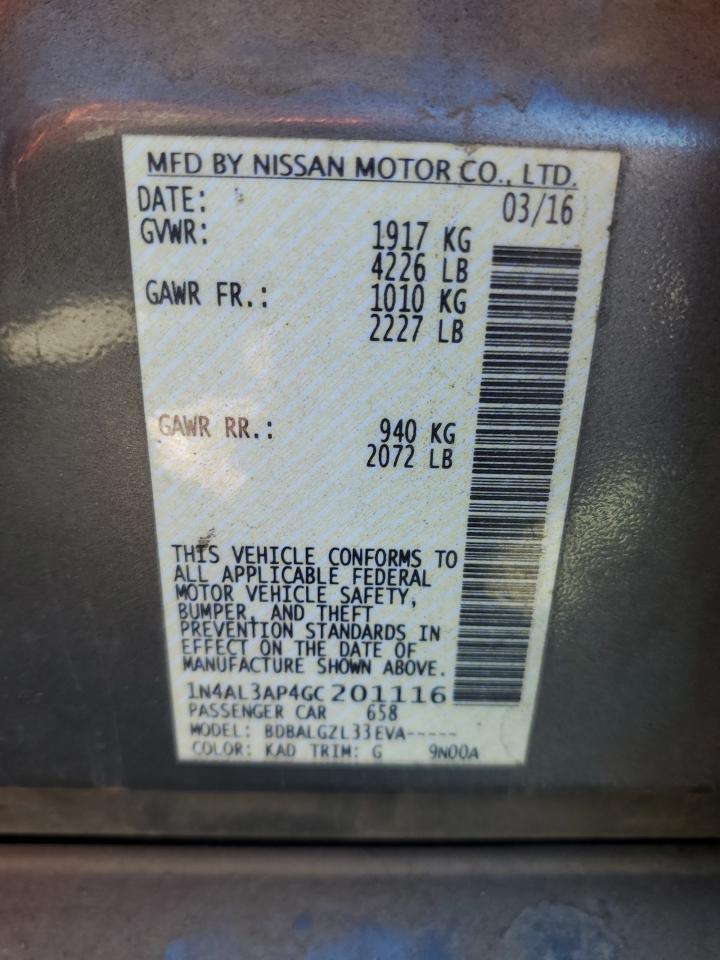 MFD BY NISSAN MOTOR CO., LTD.
DATE: 03/16
GVWR: 1917 KG
4226 LB
GAWR FR.: 1010 KG
2227 LB
GAWR RR.: 940 KG
2072 LB
THIS VEHICLE CONFORMS TO
ALL APPLICABLE FEDERAL
MOTOR VEHICLE SAFETY,
BUMPER, AND THEFT
PREVENTION STANDARDS IN
EFFECT ON THE DATE OF
MANUFACTURE SHOWN ABOVE.
1N4AL3AP4GC201116
PASSENGER CAR 658
MODEL: BDBALGZL33EVA-----
COLOR: KAD TRIM: G 9N00A